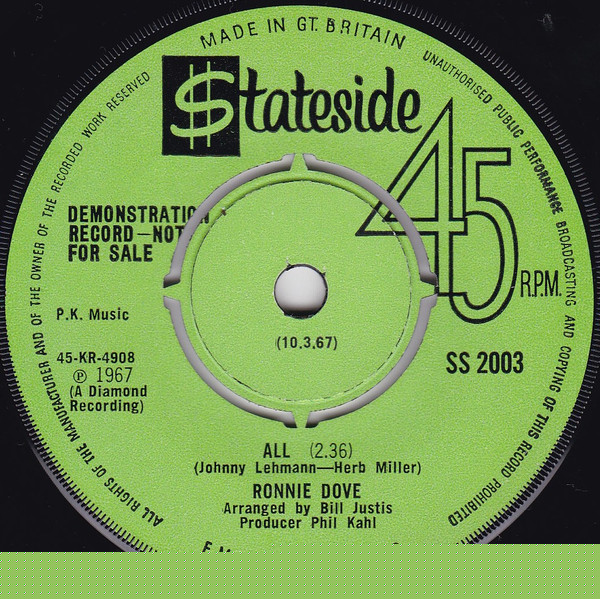 MADE IN GT. BRITAIN
UNAUTHORISED PUBLIC PERFORMANCE BROADCASTING AND COPYING OF THIS RECORD PROHIBITED
ALL RIGHTS OF THE MANUFACTURER AND OF THE OWNER OF THE RECORDED WORK RESERVED
$tateside
45 R.P.M.
DEMONSTRATION
RECORD—NOT
FOR SALE
P.K. Music
(10,3,67)
45-KR-4908
℗ 1967
(A Diamond
Recording)
SS 2003
ALL (2.36)
(Johnny Lehmann—Herb Miller)
RONNIE DOVE
Arranged by Bill Justis
Producer Phil Kahl